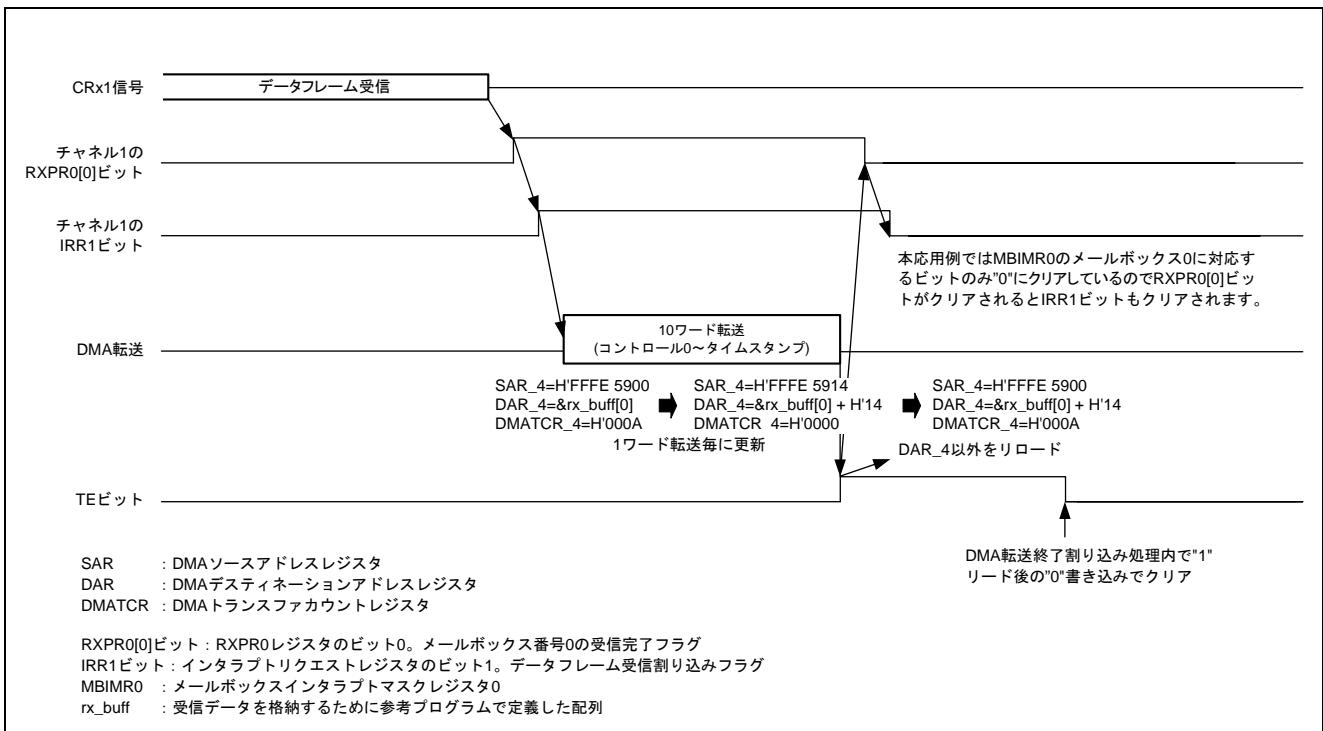 CRx1信号
データフレーム受信
チャネル1の
RXPR0[0]ビット
チャネル1の
IRR1ビット
本応用例ではMBIMR0のメールボックス0に対応す
るビットのみ"0"にクリアしているのでRXPR0[0]ビッ
トがクリアされるとIRR1ビットもクリアされます。
DMA転送
10ワード転送
(コントロール0～タイムスタンプ)
SAR_4=H'FFFE 5900
DAR_4=&rx_buff[0]
DMATCR_4=H'000A
SAR_4=H'FFFE 5914
DAR_4=&rx_buff[0] + H'14
DMATCR 4=H'0000
SAR_4=H'FFFE 5900
DAR_4=&rx_buff[0] + H'14
DMATCR_4=H'000A
1ワード転送毎に更新
DAR_4以外をリロード
TEビット
DMA転送終了割り込み処理内で"1"
リード後の"0"書き込みでクリア
SAR : DMAソースアドレスレジスタ
DAR : DMAデスティネーションアドレスレジスタ
DMATCR : DMAトランスファカウントレジスタ
RXPR0[0]ビット : RXPR0レジスタのビット0。メールボックス番号0の受信完了フラグ
IRR1ビット : インタラプトリクエストレジスタのビット1。データフレーム受信割り込みフラグ
MBIMR0 : メールボックスインタラプトマスクレジスタ0
rx_buff : 受信データを格納するために参考プログラムで定義した配列